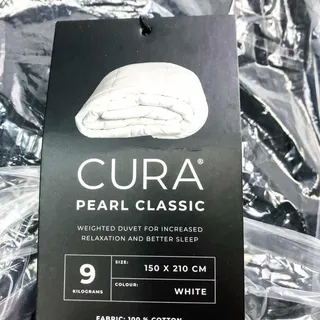 CURA®
PEARL CLASSIC
WEIGHTED DUVET FOR INCREASED
RELAXATION AND BETTER SLEEP
9
KILOGRAMS
SIZE:
150 X 210 CM
COLOUR:
WHITE
FABRIC: 100 % COTTON